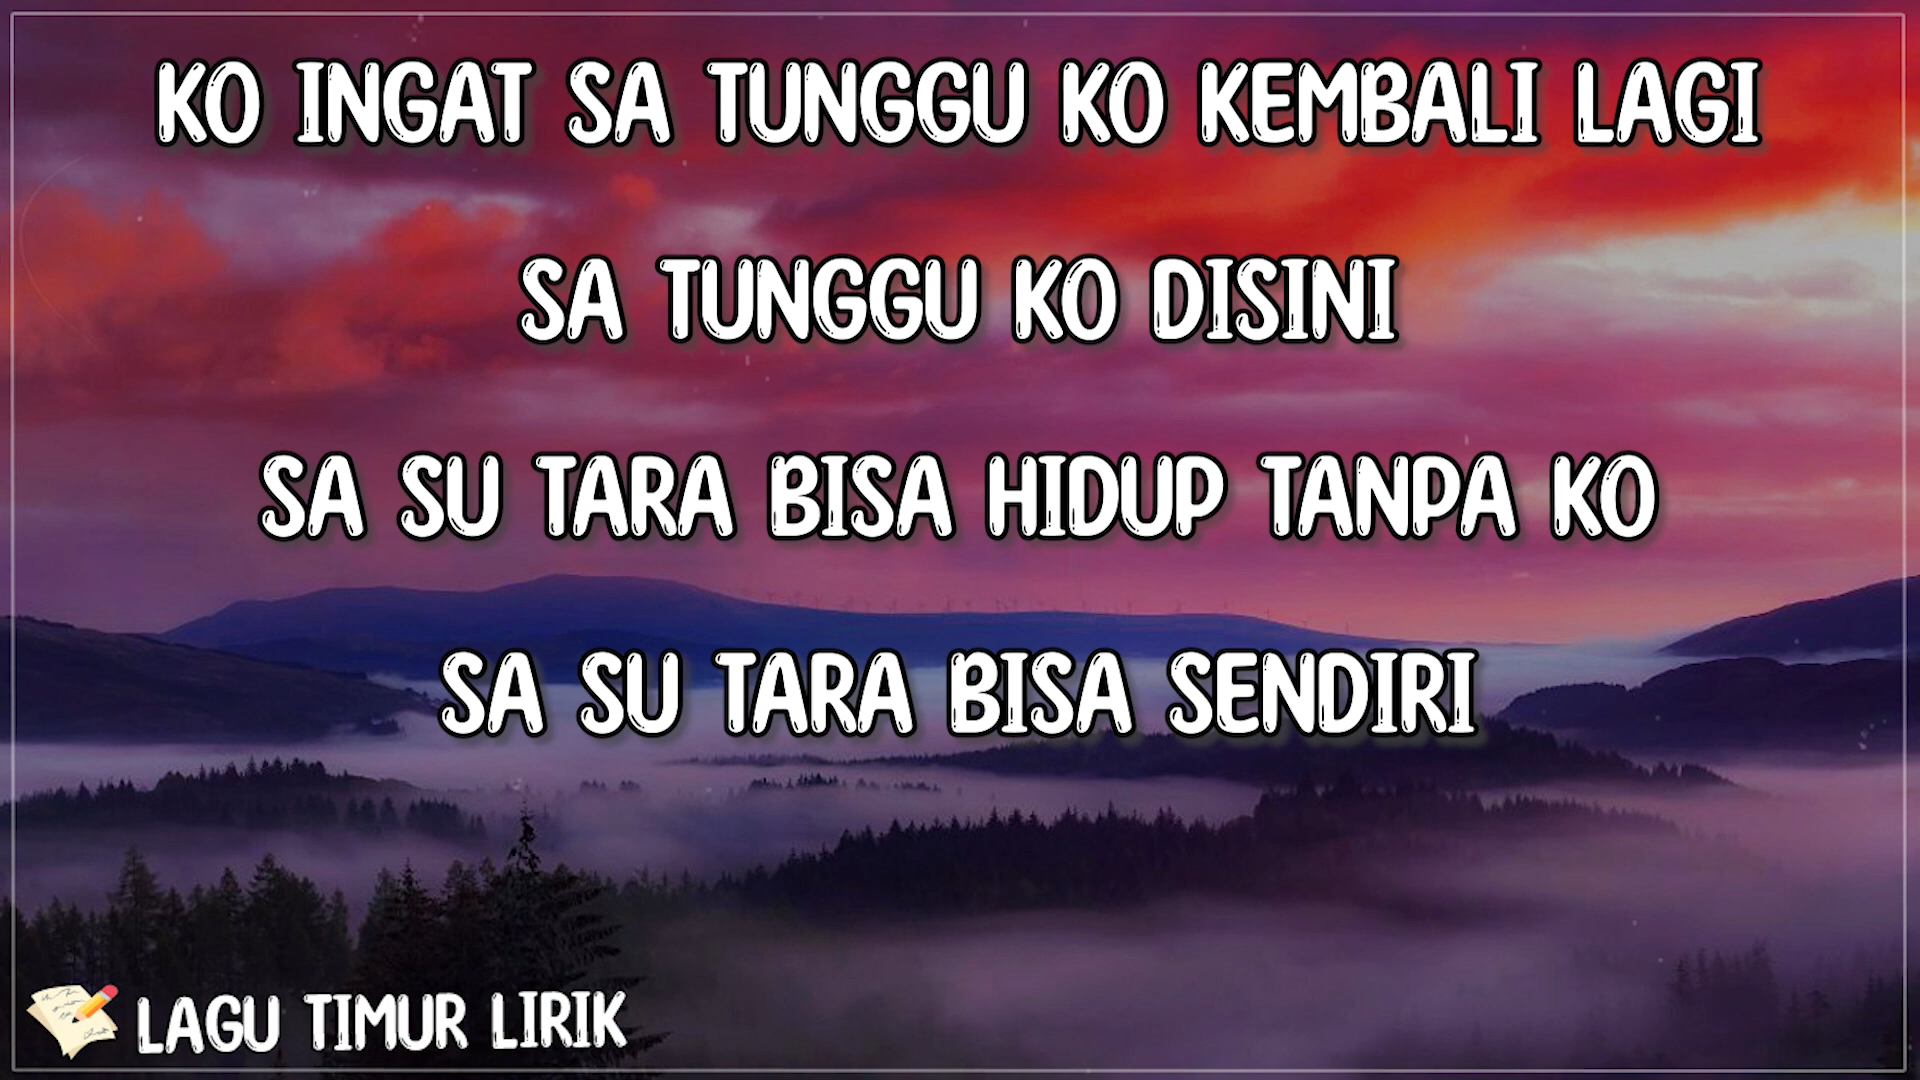 KO INGAT SA TUNGGU KO KEMBALI LAGI
SA TUNGGU KO DISINI
SA SU TARA BISA HIDUP TANPA KO
SA SU TARA BISA SENDIRI
LAGU TIMUR LIRIK